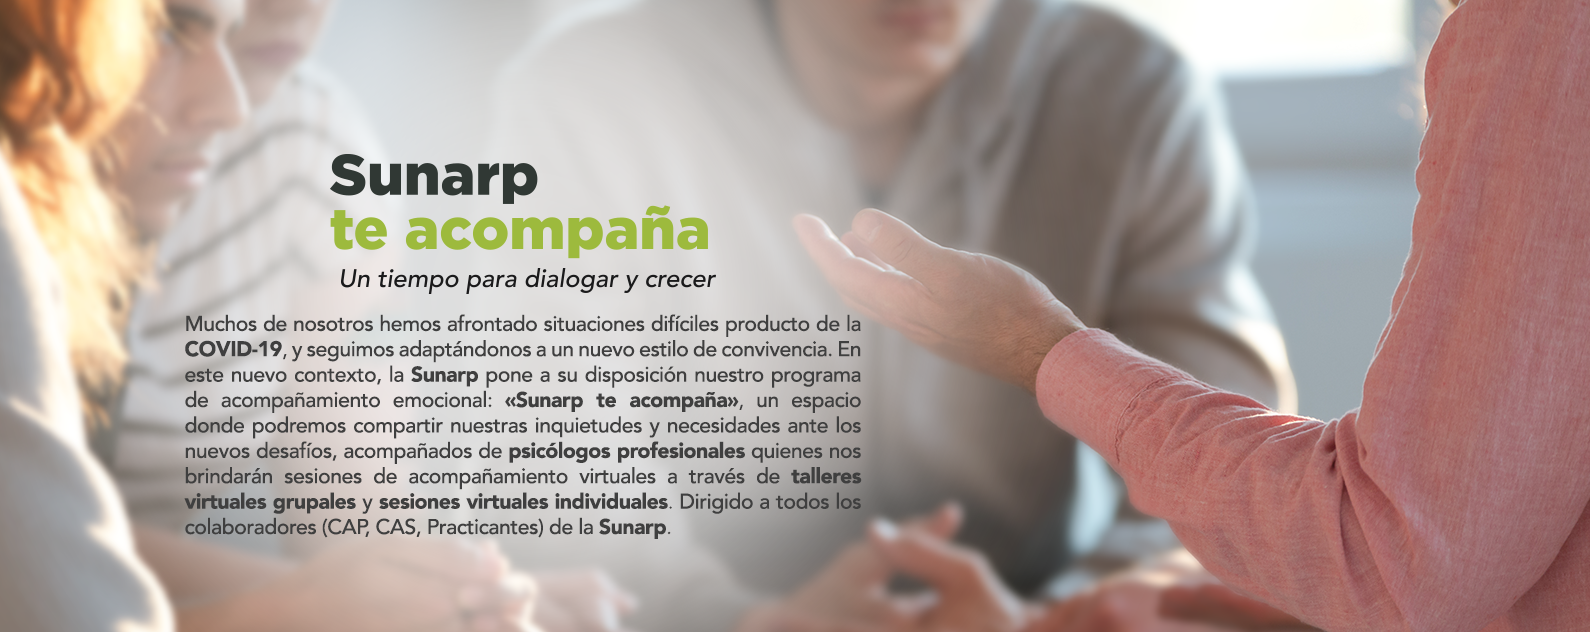 Sunarp
te acompaña
Un tiempo para dialogar y crecer
Muchos de nosotros hemos afrontado situaciones difíciles producto de la
COVID-19, y seguimos adaptándonos a un nuevo estilo de convivencia. En
este nuevo contexto, la Sunarp pone a su disposición nuestro programa
de acompañamiento emocional: «Sunarp te acompaña», un espacio
donde podremos compartir nuestras inquietudes y necesidades ante los
nuevos desafíos, acompañados de psicólogos profesionales quienes nos
brindarán sesiones de acompañamiento virtuales a través de talleres
virtuales grupales y sesiones virtuales individuales. Dirigido a todos los
colaboradores (CAP, CAS, Practicantes) de la Sunarp.